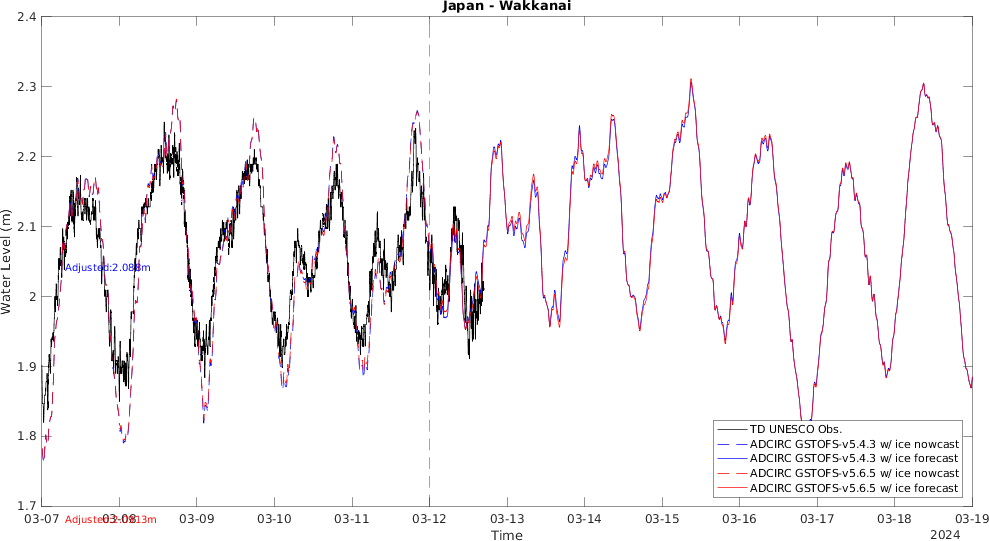 Japan - Wakkanai
Water Level (m)
2.4
2.3
2.2
2.1
2
1.9
1.8
1.7
TD UNESCO Obs.
ADCIRC GSTOFS-v5.4.3 w/ ice nowcast
ADCIRC GSTOFS-v5.4.3 w/ ice forecast
ADCIRC GSTOFS-v5.6.5 w/ ice nowcast
ADCIRC GSTOFS-v5.6.5 w/ ice forecast
03-07 03-08 03-09 03-10 03-11 03-12 03-13 03-14 03-15 03-16 03-17 03-18 03-19
Time
2024